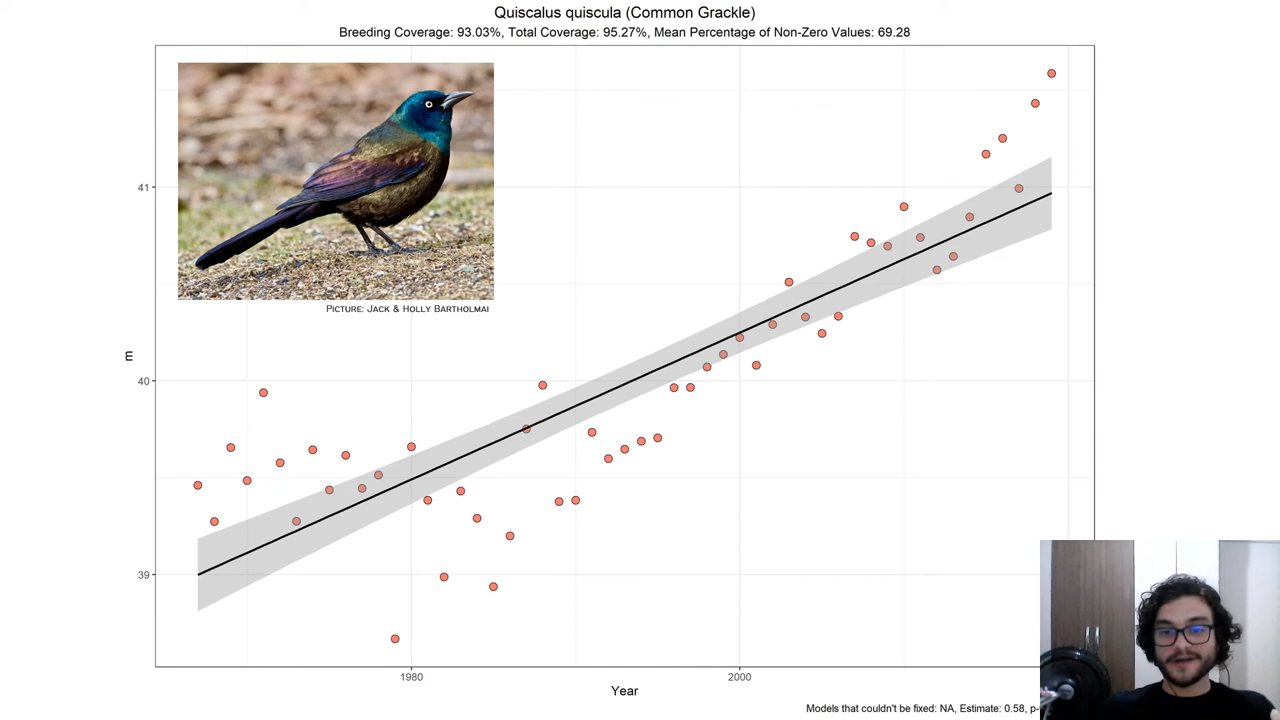 Quiscalus quiscula (Common Grackle)
Breeding Coverage: 93.03%, Total Coverage: 95.27%, Mean Percentage of Non-Zero Values: 69.28
PICTURE: JACK & HOLLY BARTHOLMAI
41
m
40
39
1980 2000
Year
Models that couldn't be fixed: NA, Estimate: 0.58, p-